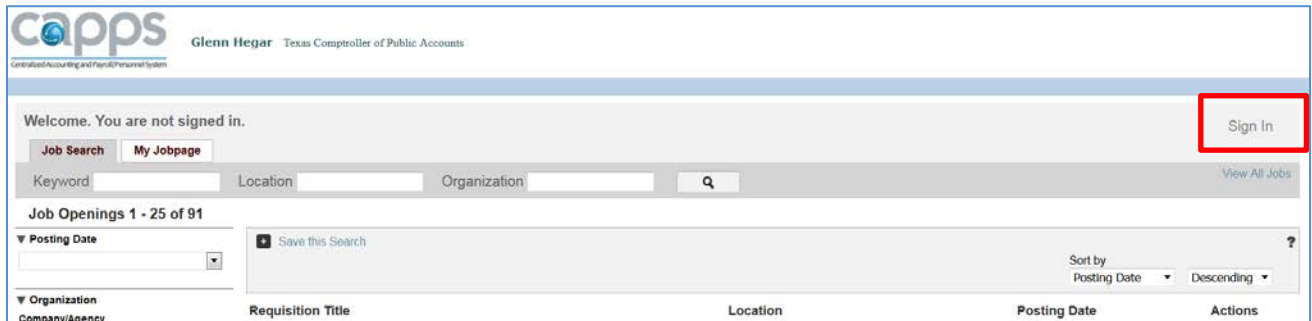 capps
Glenn Hegar Texas Comptroller of Public Accounts
Centralized Accounting and Payroll/Personnel System
Welcome. You are not signed in.
Sign In
Job Search My Jobpage
Keyword Location Organization
View All Jobs
Job Openings 1 - 25 of 91
Posting Date
Save this Search
?
Sort by
Posting Date Descending
Organization
Company/Agency
Requisition Title Location Posting Date Actions